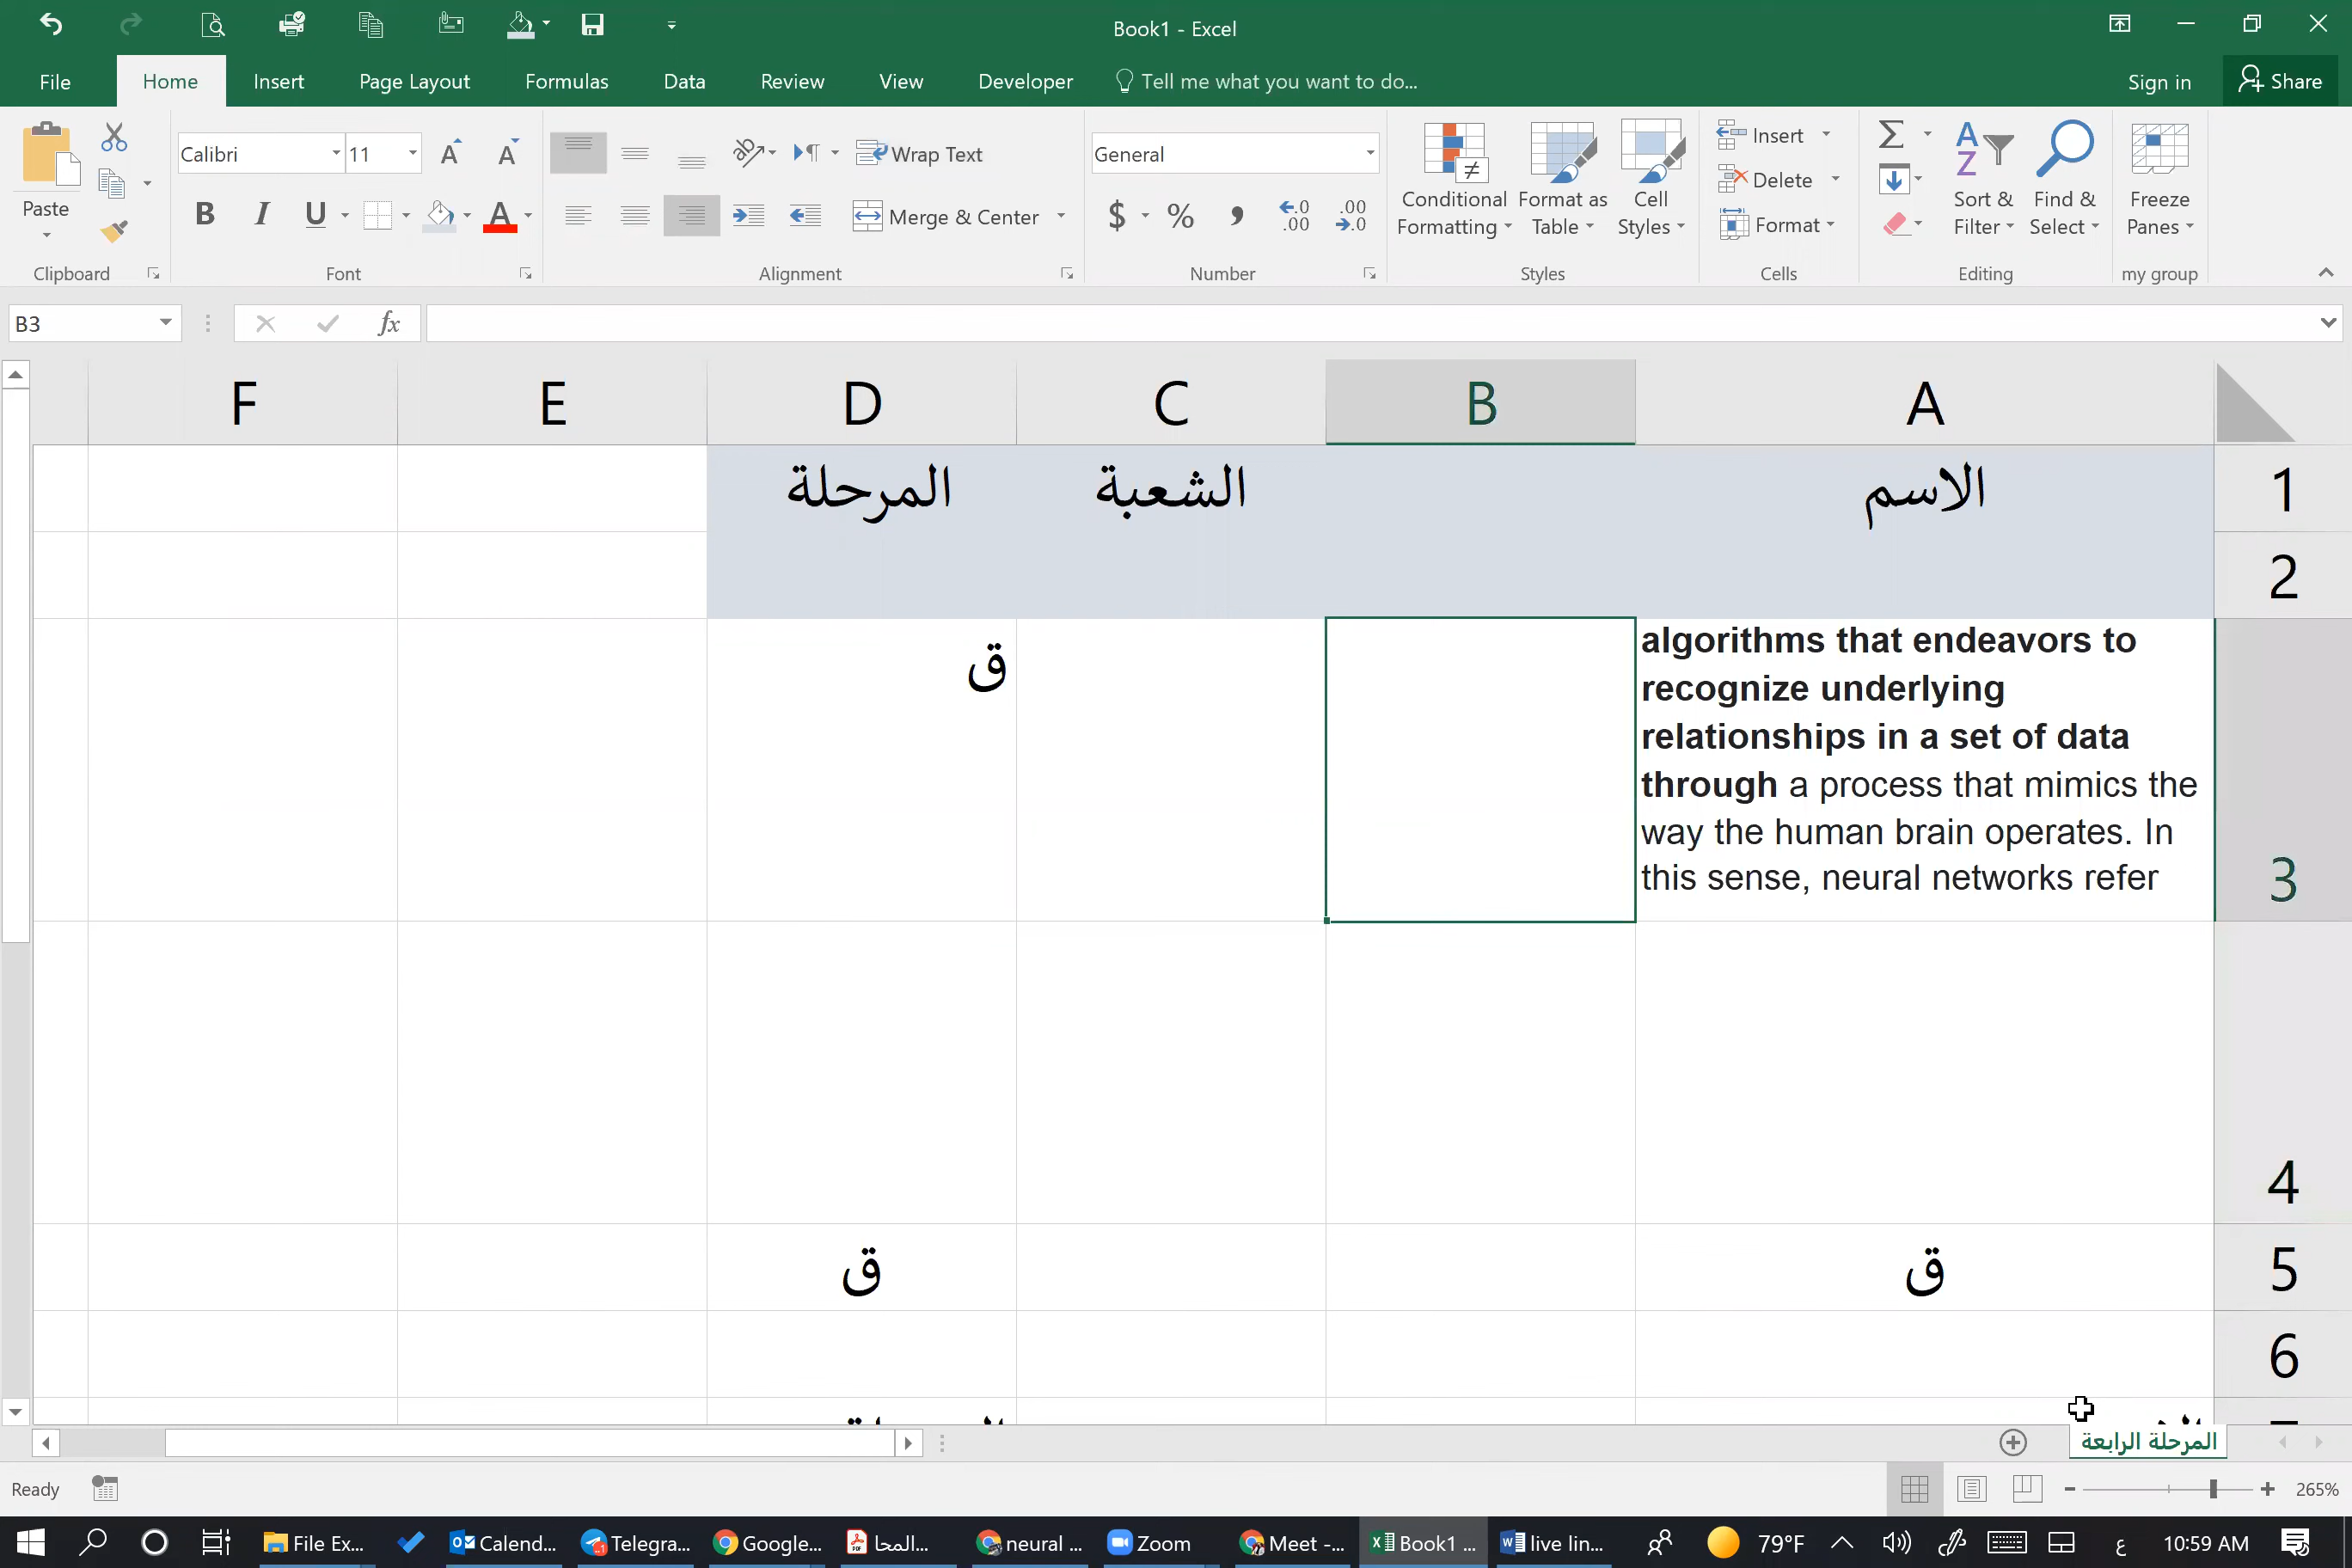 Book1 - Excel
File
Home
Insert
Page Layout
Formulas
Data
Review
View
Developer
Tell me what you want to do...
Sign in
Share
Paste
Clipboard
Calibri
11
B I U
Font
Wrap Text
Merge & Center
Alignment
General
$ % ,
Number
Conditional Formatting
Format as Table
Cell Styles
Styles
Insert
Delete
Format
Cells
Sort & Filter
Find & Select
Editing
Freeze Panes
my group
B3
fx
F E D C B A
الاسم
الشعبة
المرحلة
1
2
algorithms that endeavors to
recognize underlying
relationships in a set of data
through a process that mimics the
way the human brain operates. In
this sense, neural networks refer
ق
3
4
ق
ق
5
6
المرحلة الرابعة
Ready
265%
File Ex...
Calend...
Telegra...
Google...
المحا...
neural ...
Zoom
Meet -...
Book1 ...
live lin...
79°F
ع
10:59 AM